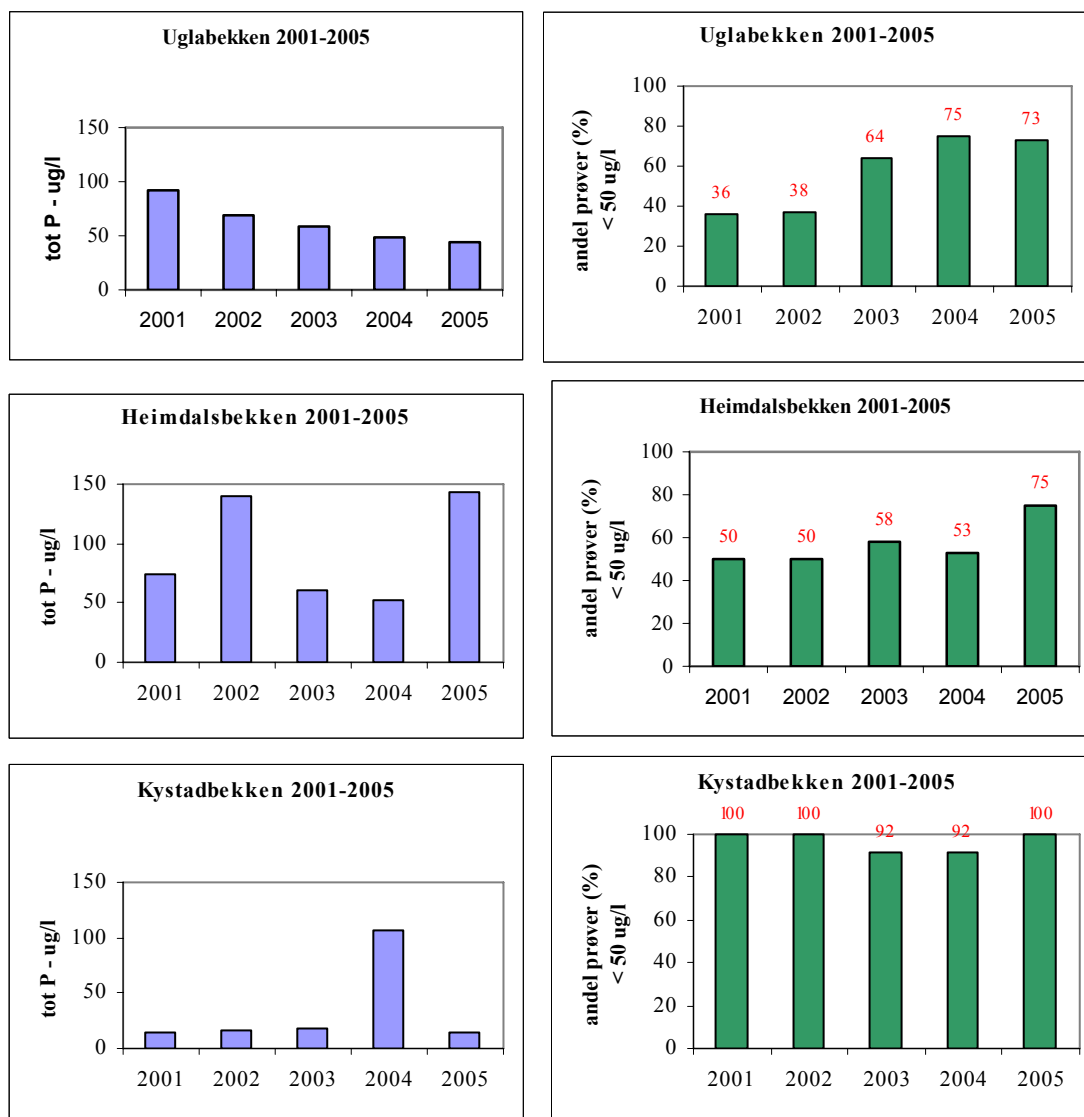 Uglabekken 2001-2005
tot P - ug/l
150
100
50
0
2001 2002 2003 2004 2005
Uglabekken 2001-2005
andel prøver (%)
< 50 ug/l
100
80
60
40
20
0
36 38 64 75 73
2001 2002 2003 2004 2005
Heimdalsbekken 2001-2005
tot P - ug/l
150
100
50
0
2001 2002 2003 2004 2005
Heimdalsbekken 2001-2005
andel prøver (%)
< 50 ug/l
100
80
60
40
20
0
50 50 58 53 75
2001 2002 2003 2004 2005
Kystadbekken 2001-2005
tot P - ug/l
150
100
50
0
2001 2002 2003 2004 2005
Kystadbekken 2001-2005
andel prøver (%)
< 50 ug/l
100
80
60
40
20
0
100 100 92 92 100
2001 2002 2003 2004 2005